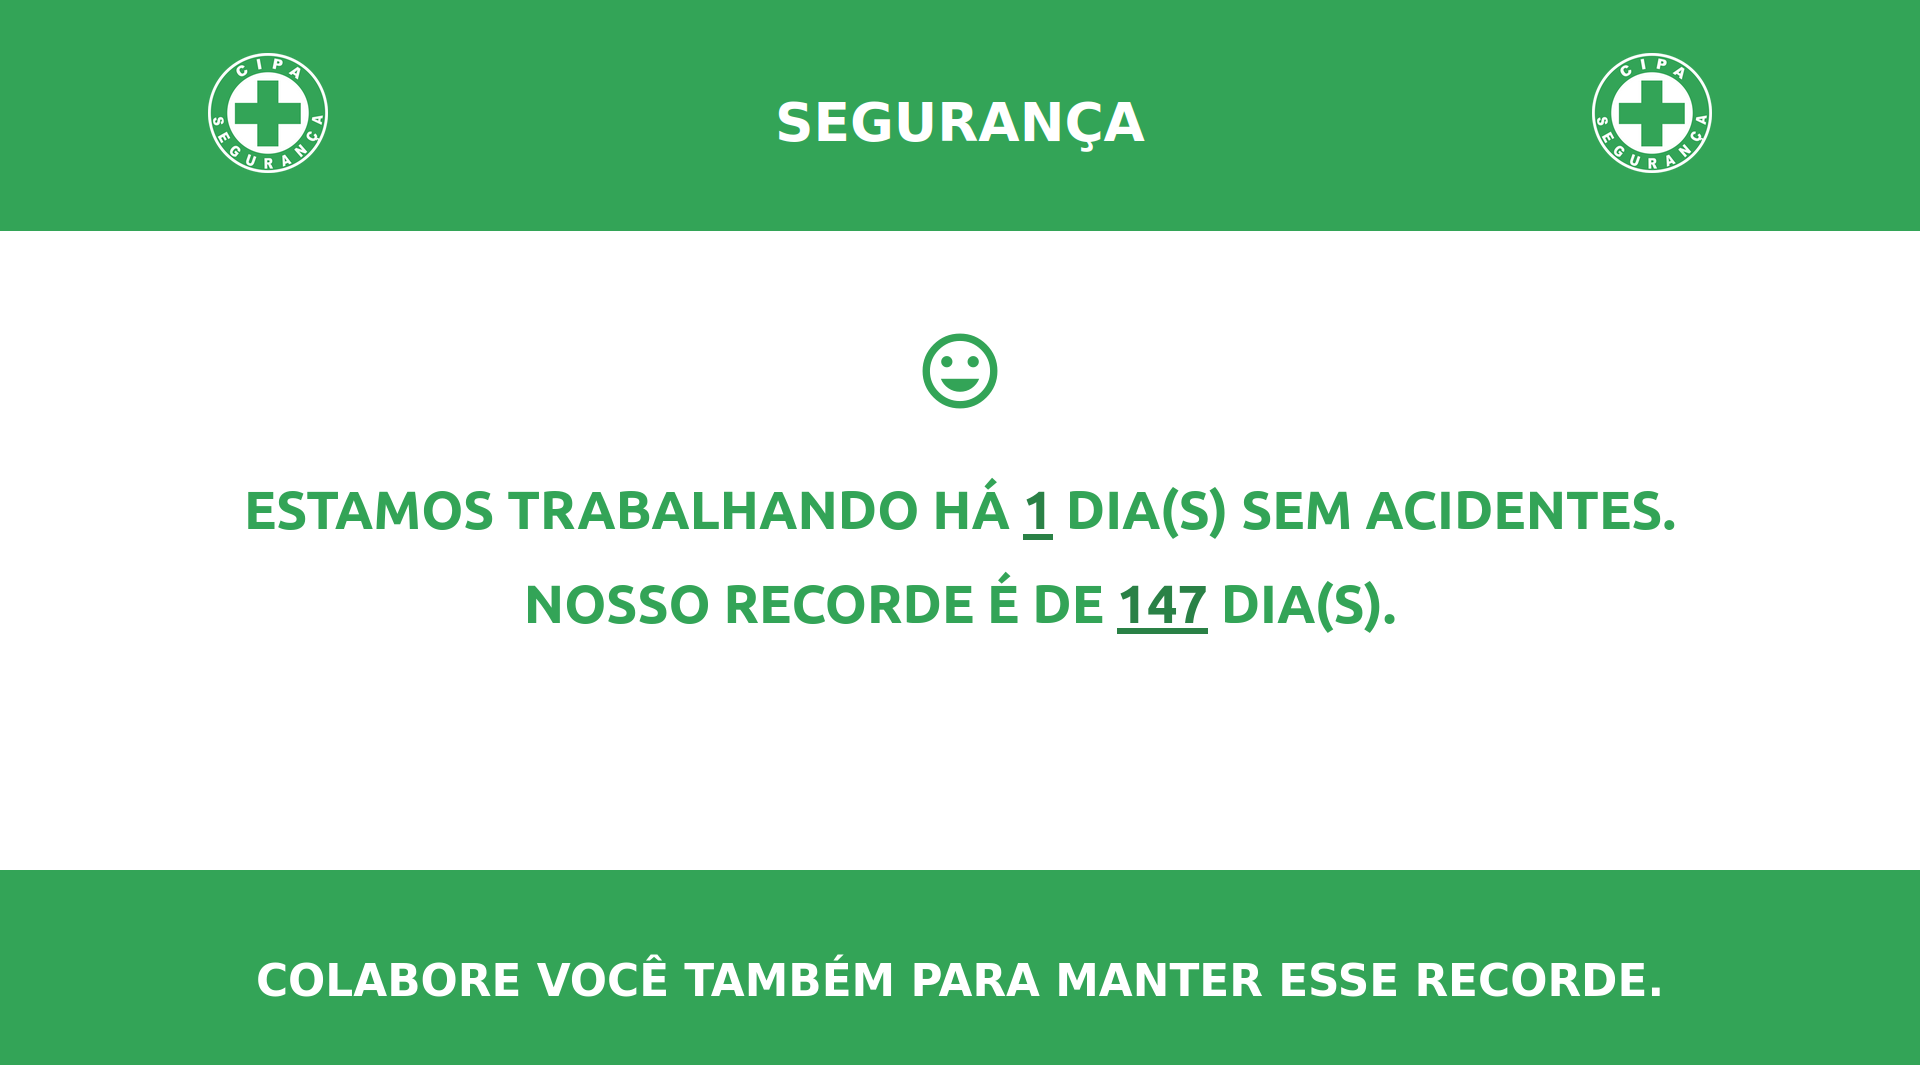 CIPA
SEGURANÇA
SEGURANÇA
CIPA
SEGURANÇA
ESTAMOS TRABALHANDO HÁ 1 DIA(S) SEM ACIDENTES.
NOSSO RECORDE É DE 147 DIA(S).
COLABORE VOCÊ TAMBÉM PARA MANTER ESSE RECORDE.